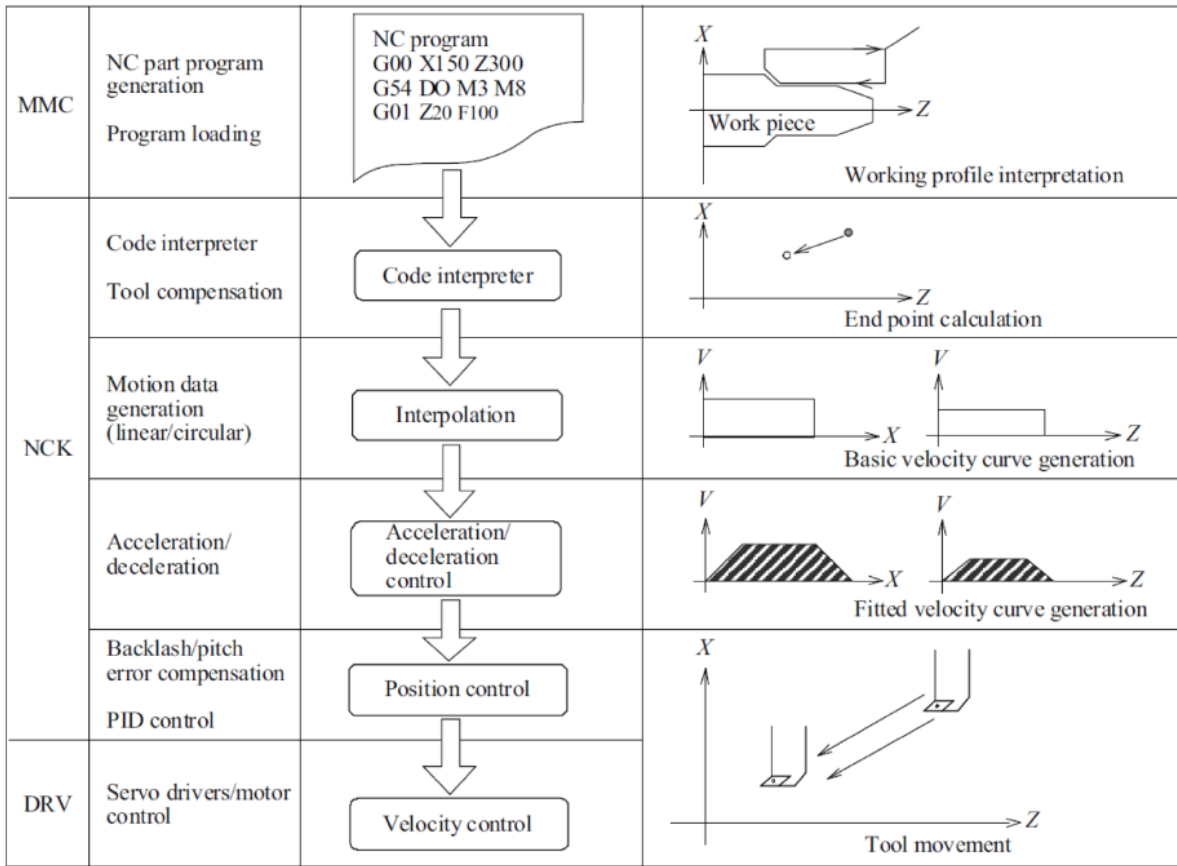 MMC
NC part program
generation
Program loading
NC program
G00 X150 Z300
G54 DO M3 M8
G01 Z20 F100
X
Z
Work piece
Working profile interpretation
NCK
Code interpreter
Tool compensation
Code interpreter
X
Z
End point calculation
Motion data
generation
(linear/circular)
Interpolation
V
X
V
Z
Basic velocity curve generation
Acceleration/
deceleration
Acceleration/
deceleration
control
V
X
V
Z
Fitted velocity curve generation
Backlash/pitch
error compensation
PID control
Position control
X
Z
Tool movement
DRV
Servo drivers/motor
control
Velocity control